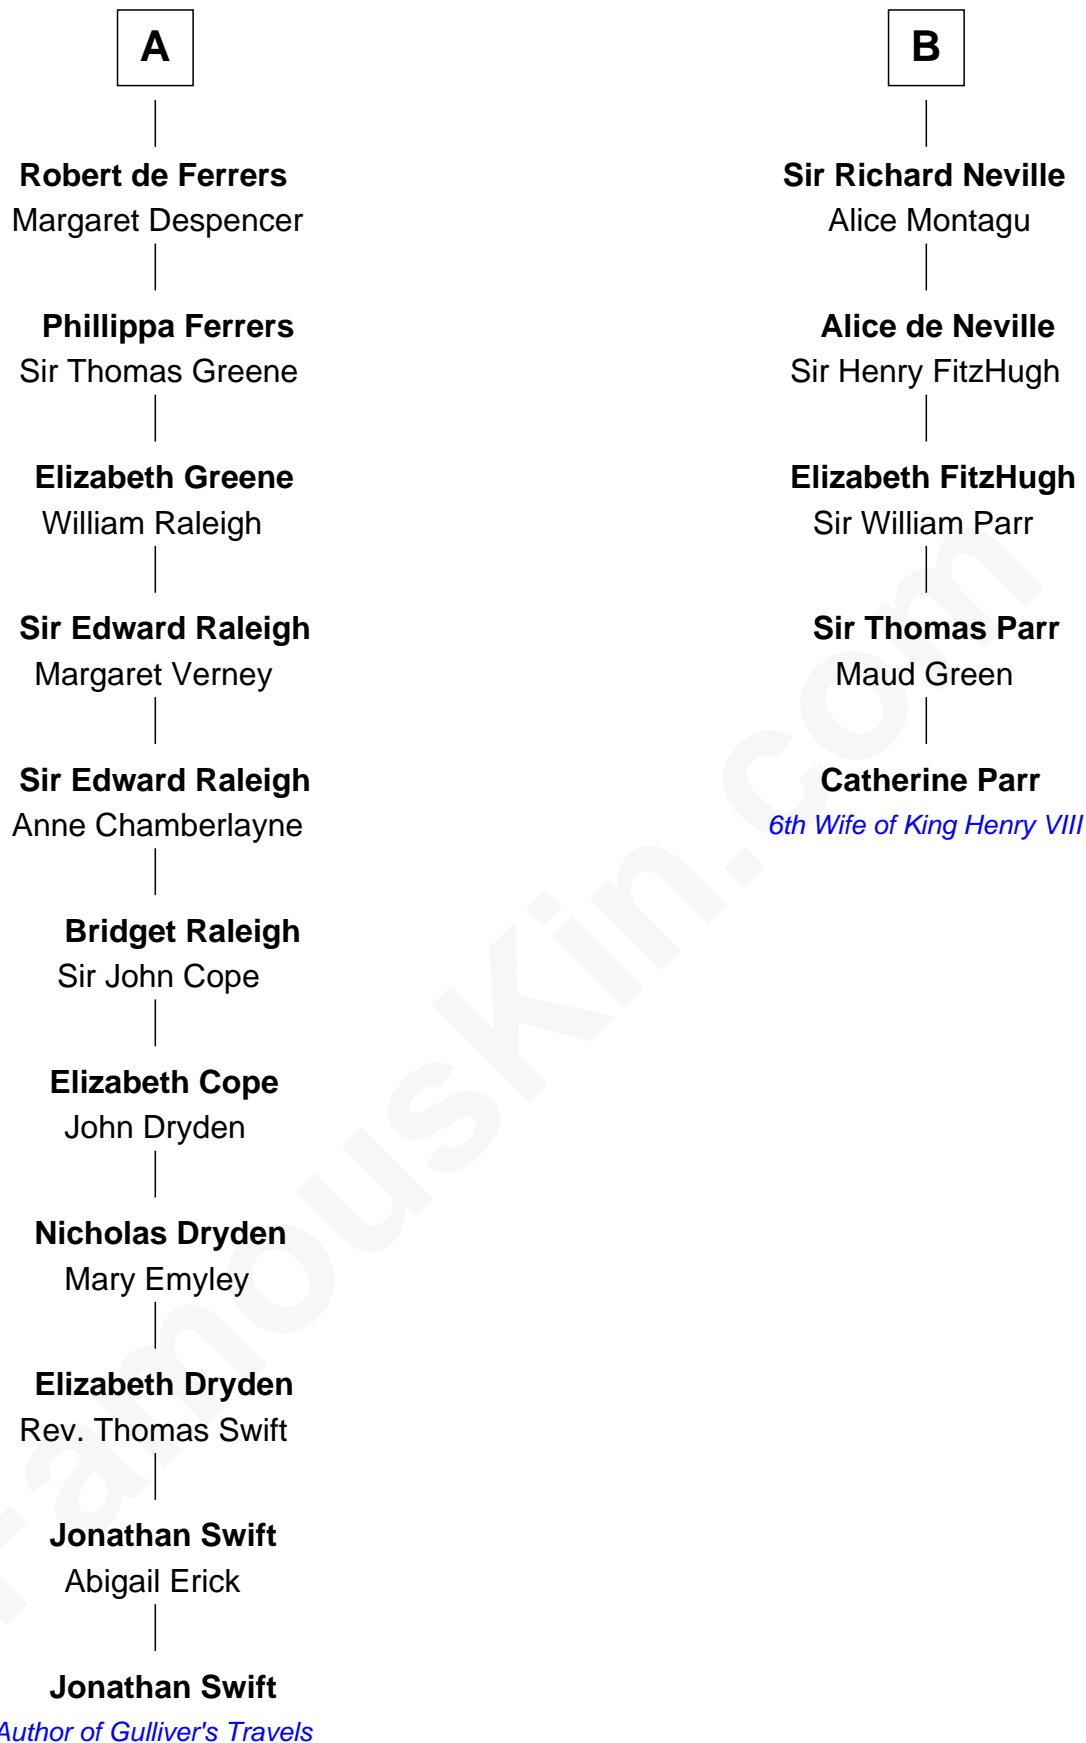 A
Robert de Ferrers
Margaret Despencer
Phillippa Ferrers
Sir Thomas Greene
Elizabeth Greene
William Raleigh
Sir Edward Raleigh
Margaret Verney
Sir Edward Raleigh
Anne Chamberlayne
Bridget Raleigh
Sir John Cope
Elizabeth Cope
John Dryden
Nicholas Dryden
Mary Emyley
Elizabeth Dryden
Rev. Thomas Swift
Jonathan Swift
Abigail Erick
Jonathan Swift
Author of Gulliver's Travels
B
Sir Richard Neville
Alice Montagu
Alice de Neville
Sir Henry FitzHugh
Elizabeth FitzHugh
Sir William Parr
Sir Thomas Parr
Maud Green
Catherine Parr
6th Wife of King Henry VIII
FamousKin.com